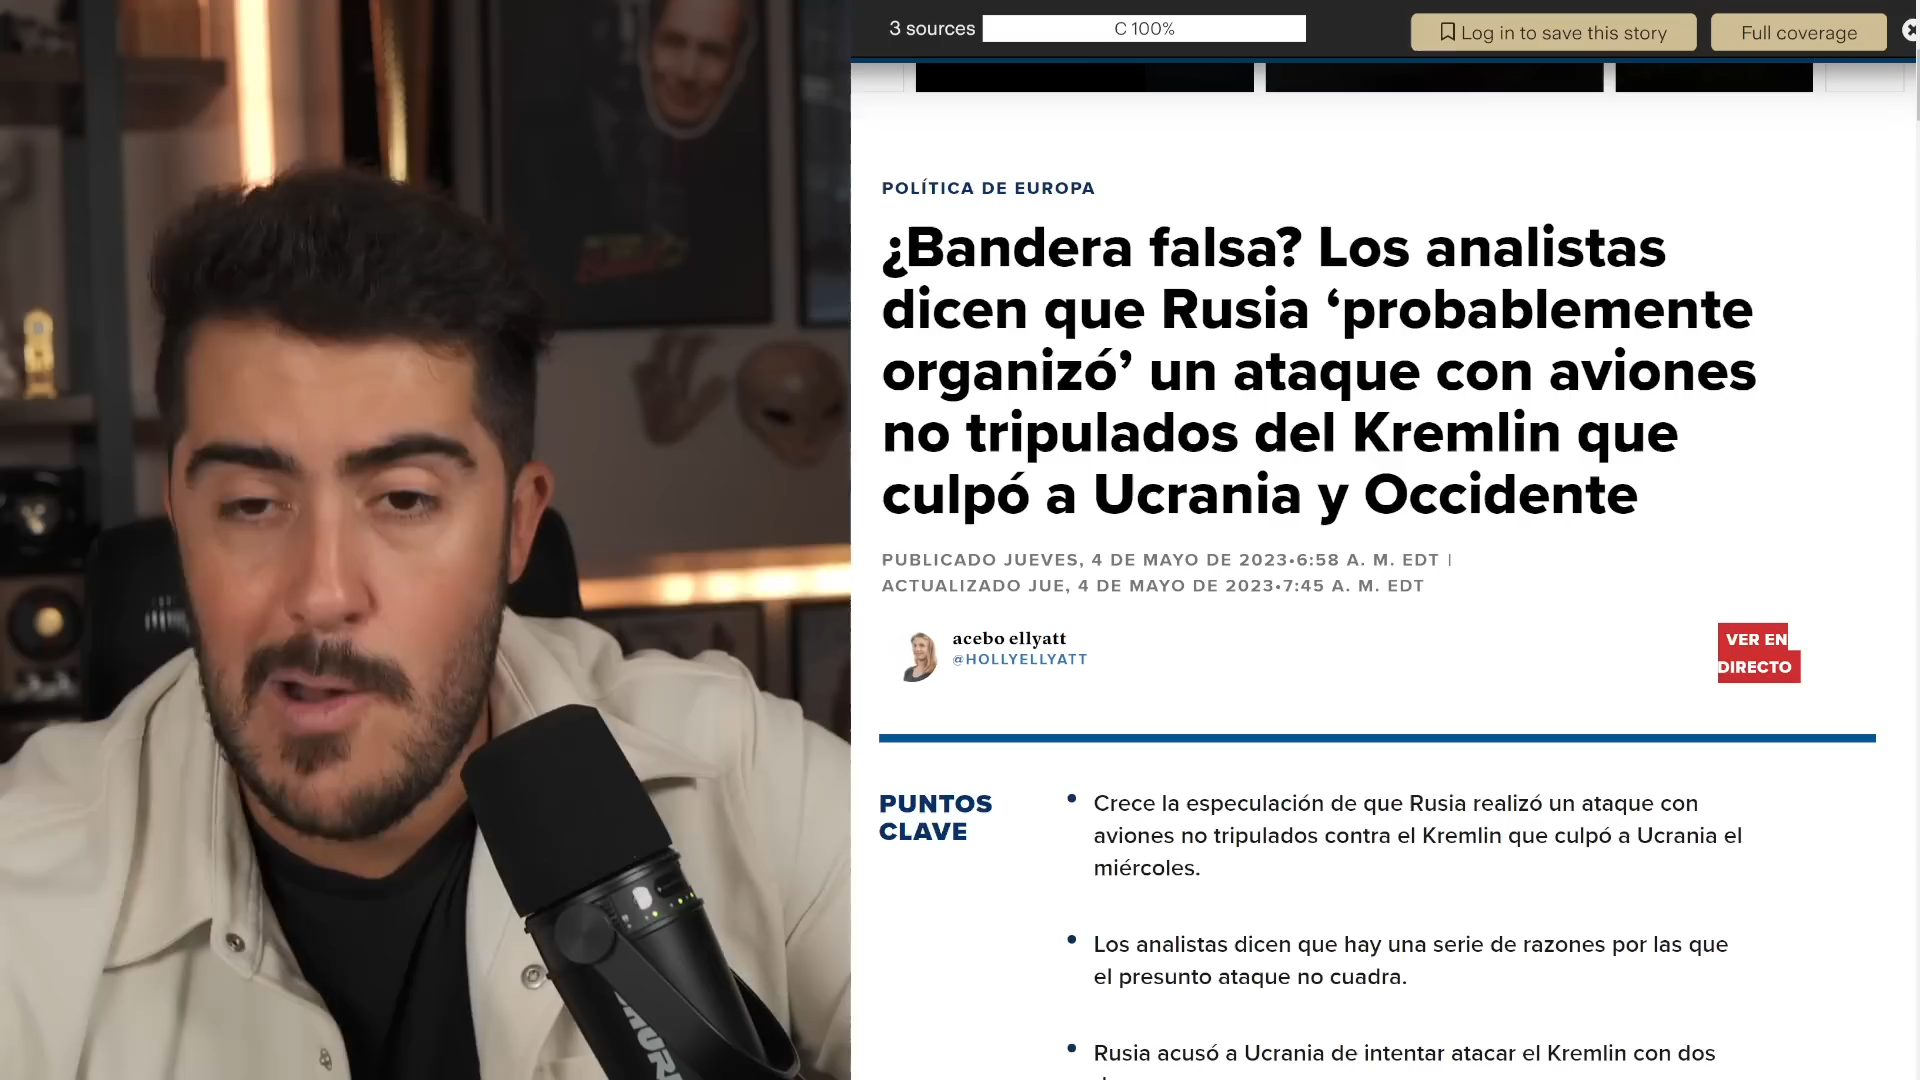 3 sources
C 100%
Log in to save this story
Full coverage
POLÍTICA DE EUROPA
¿Bandera falsa? Los analistas
dicen que Rusia ‘probablemente
organizó’ un ataque con aviones
no tripulados del Kremlin que
culpó a Ucrania y Occidente
PUBLICADO JUEVES, 4 DE MAYO DE 2023•6:58 A. M. EDT |
ACTUALIZADO JUE, 4 DE MAYO DE 2023•7:45 A. M. EDT
acebo ellyatt
@HOLLYELLYATT
VER EN
DIRECTO
PUNTOS
CLAVE
• Crece la especulación de que Rusia realizó un ataque con
aviones no tripulados contra el Kremlin que culpó a Ucrania el
miércoles.
• Los analistas dicen que hay una serie de razones por las que
el presunto ataque no cuadra.
• Rusia acusó a Ucrania de intentar atacar el Kremlin con dos